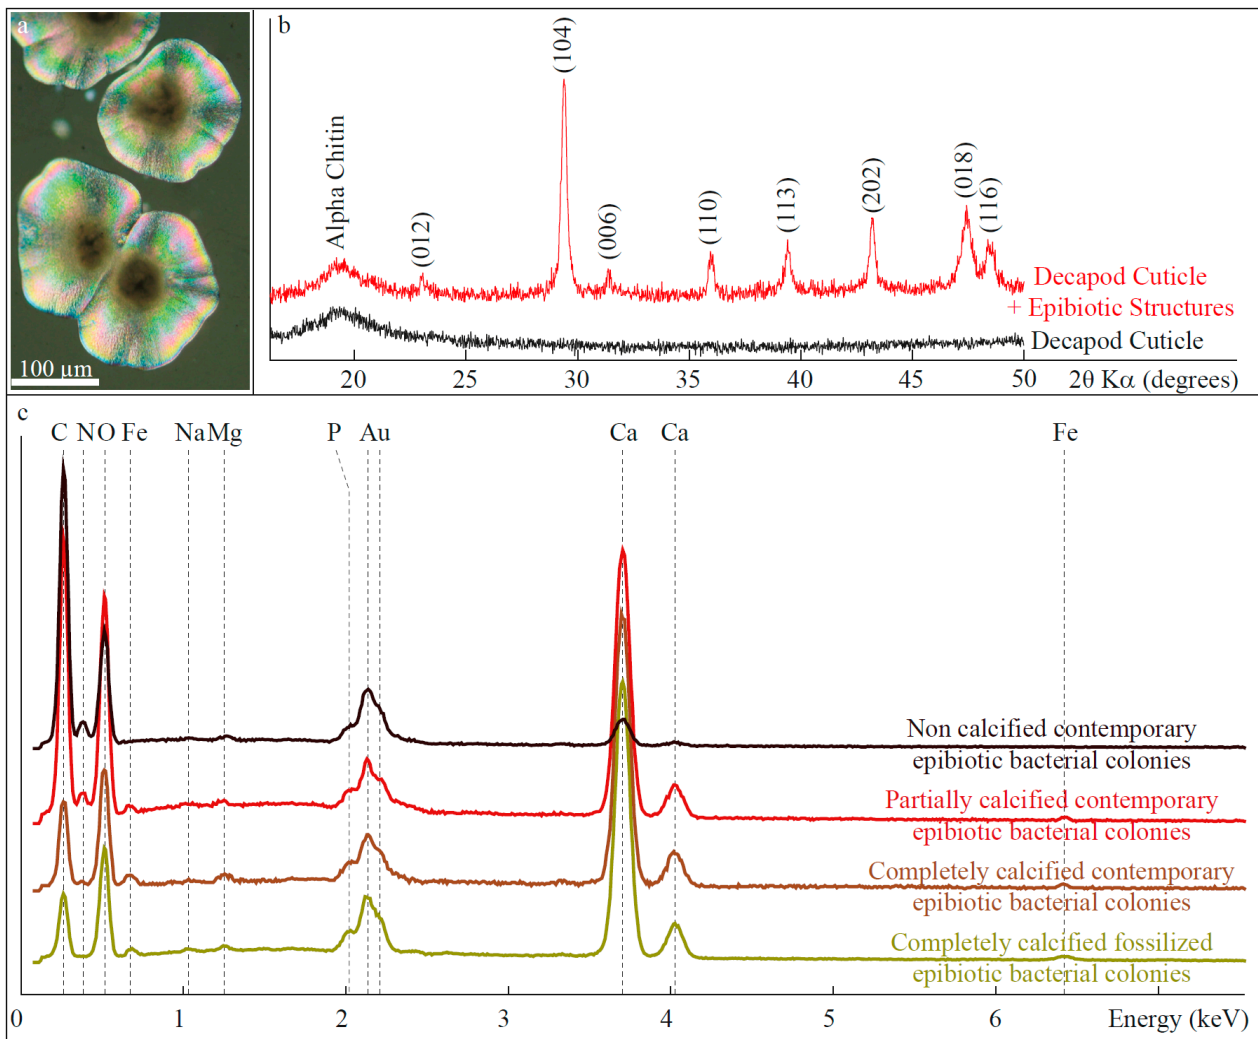 a
100 µm
b
Alpha Chitin
(012)
(104)
(006)
(110)
(113)
(202)
(018)
(116)
Decapod Cuticle
+ Epibiotic Structures
Decapod Cuticle
20 25 30 35 40 45 50 2θ Kα (degrees)
c
C N O Fe Na Mg P Au Ca Ca Fe
Non calcified contemporary
epibiotic bacterial colonies
Partially calcified contemporary
epibiotic bacterial colonies
Completely calcified contemporary
epibiotic bacterial colonies
Completely calcified fossilized
epibiotic bacterial colonies
0 1 2 3 4 5 6 Energy (keV)